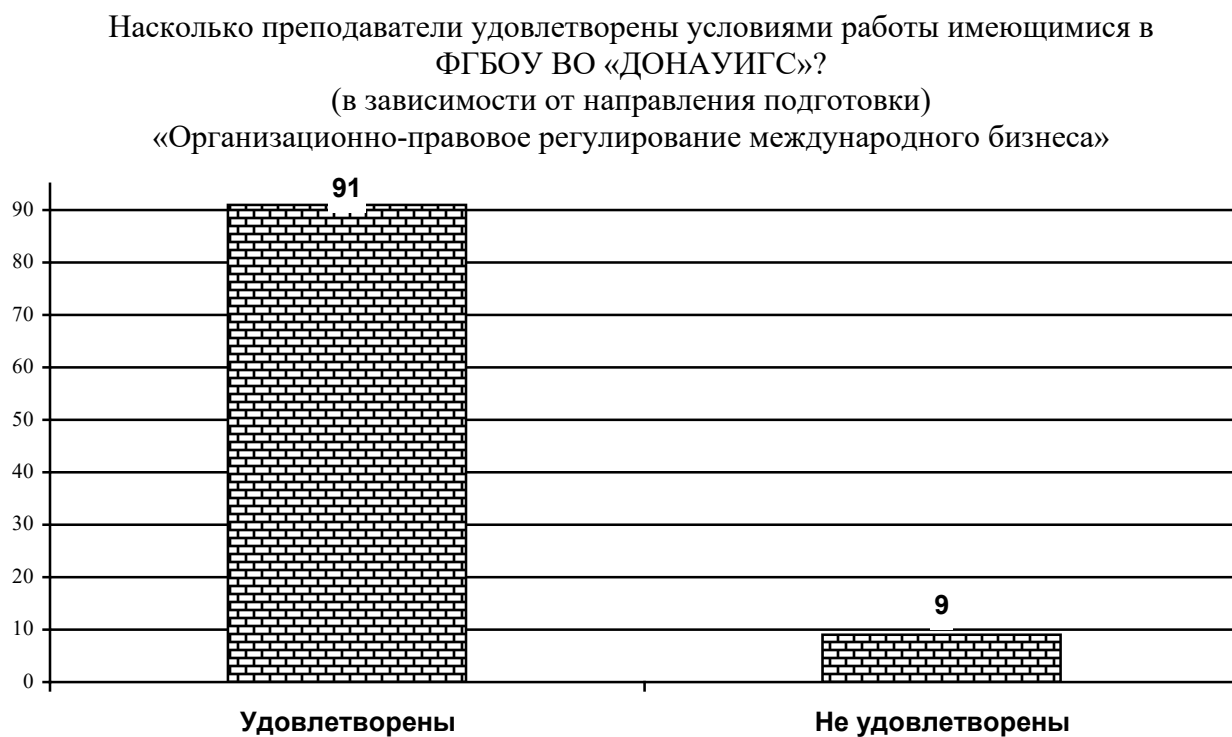 Насколько преподаватели удовлетворены условиями работы имеющимися в
ФГБОУ ВО «ДОНАУИГС»?
(в зависимости от направления подготовки)
«Организационно-правовое регулирование международного бизнеса»
91
90
80
70
60
50
40
30
20
9
10
0
Удовлетворены
Не удовлетворены